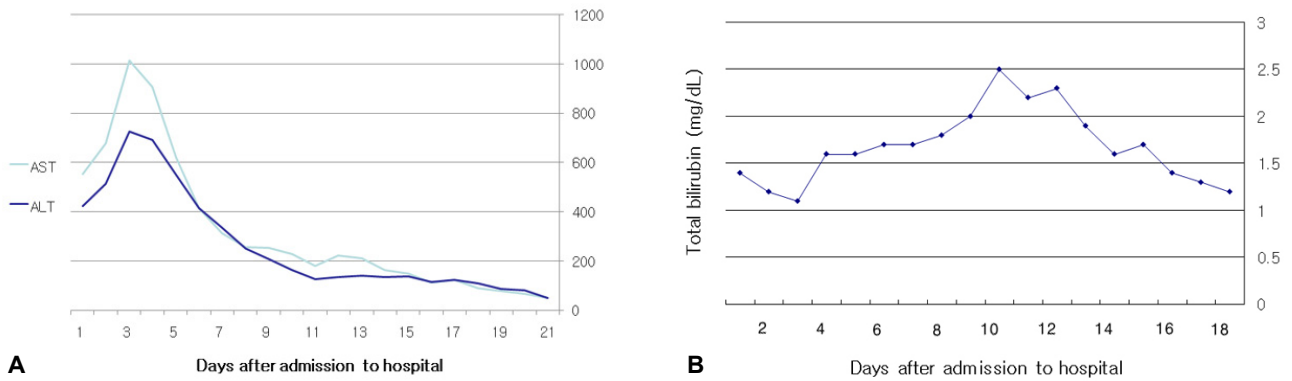 1200
1000
800
600
400
200
0
AST
ALT
1 3 5 7 9 11 13 15 17 19 21
Days after admission to hospital
A
3
2.5
2
1.5
1
0.5
0
Total bilirubin (mg/dL)
2 4 6 8 10 12 14 16 18
Days after admission to hospital
B